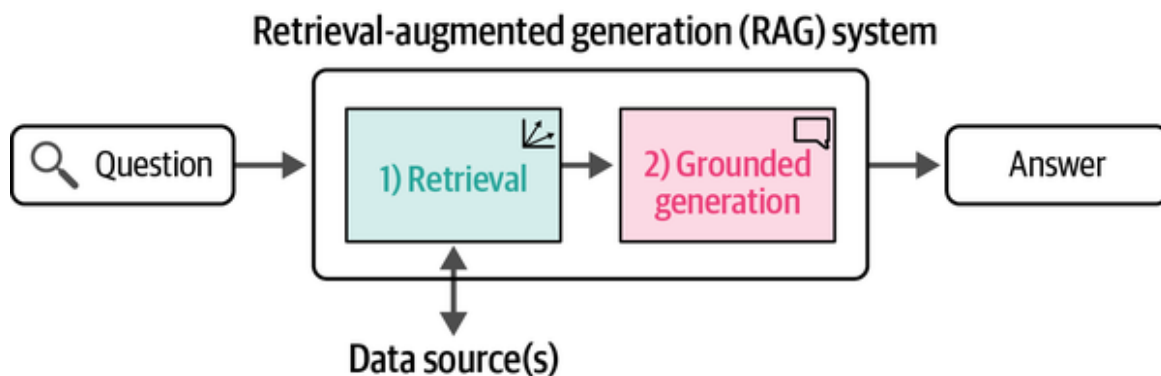 Retrieval-augmented generation (RAG) system
Question
1) Retrieval
2) Grounded
generation
Answer
Data source(s)